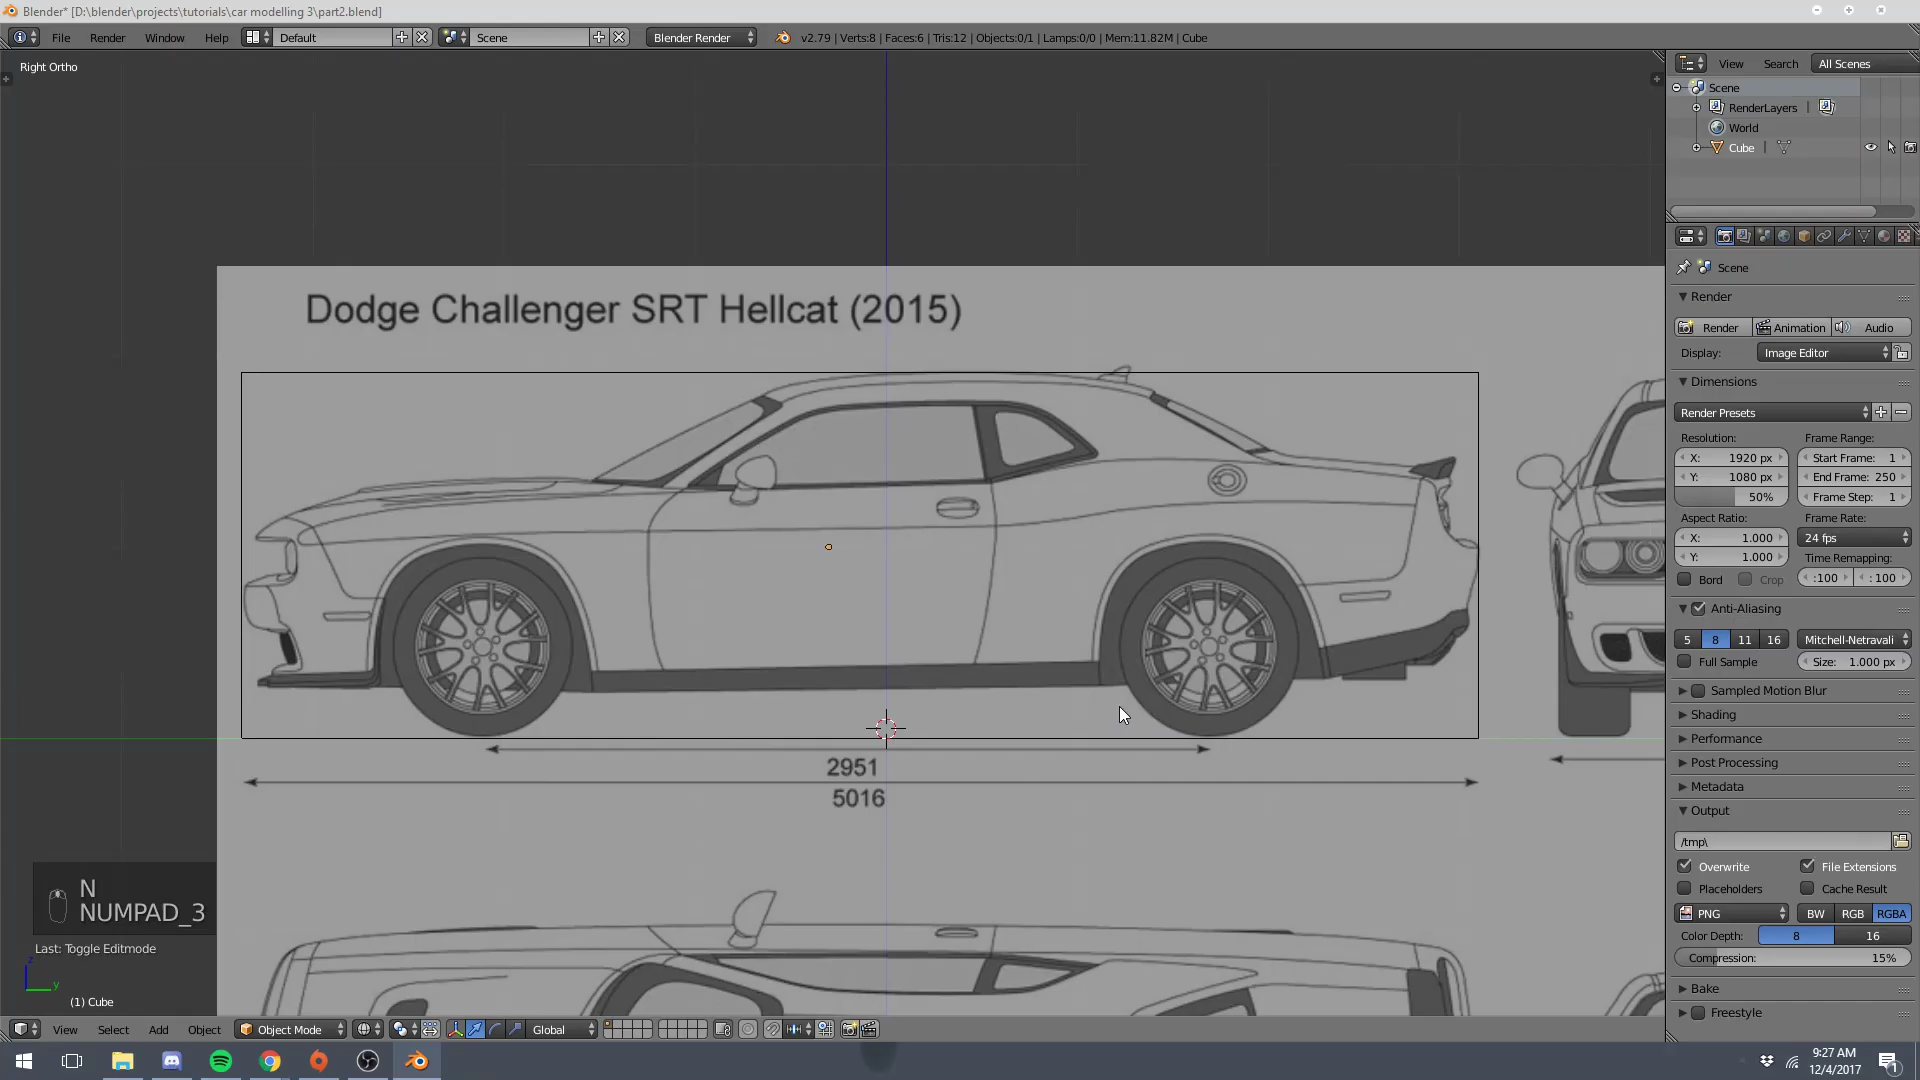 Blender* [D:\blender\projects\tutorials\car modelling 3\part2.blend]
File Render Window Help Default Scene Blender Render v2.79 | Verts:8 | Faces:6 | Tris:12 | Objects:0/1 | Lamps:0/0 | Mem:11.82M | Cube
Right Ortho
View Search All Scenes
Scene
RenderLayers
World
Cube
Scene
Render
Render Animation Audio
Display: Image Editor
Dimensions
Render Presets
Resolution: Frame Range:
X: 1920 px Start Frame: 1
Y: 1080 px End Frame: 250
50% Frame Step: 1
Aspect Ratio: Frame Rate:
X: 1.000 24 fps
Y: 1.000 Time Remapping:
Bord Crop :100 : 100
Anti-Aliasing
5 8 11 16 Mitchell-Netravali
Full Sample Size: 1.000 px
Sampled Motion Blur
Shading
Performance
Post Processing
Metadata
Output
/tmp\
Overwrite File Extensions
Placeholders Cache Result
PNG BW RGB RGBA
Color Depth: 8 16
Compression: 15%
Bake
Freestyle
Dodge Challenger SRT Hellcat (2015)
2951
5016
N
NUMPAD_3
Last: Toggle Editmode
z
y
(1) Cube
View Select Add Object Object Mode Global
9:27 AM
12/4/2017
1